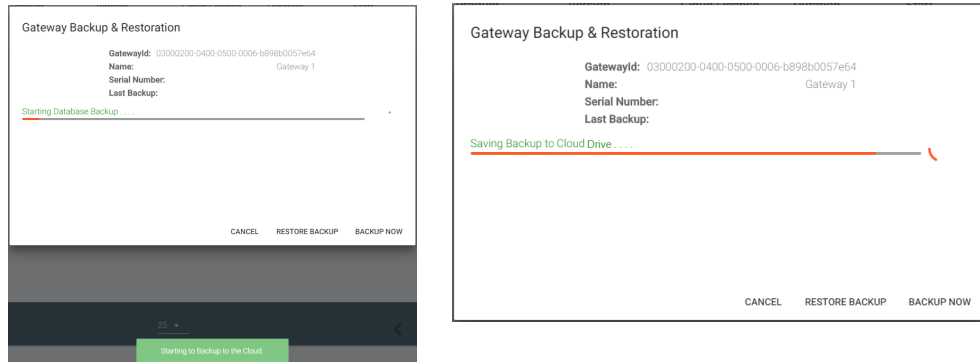 Gateway Backup & Restoration
GatewayId: 03000200-0400-0500-0006-b898b0057e64
Name: Gateway 1
Serial Number:
Last Backup:
Starting Database Backup . . . .
CANCEL RESTORE BACKUP BACKUP NOW
25
Starting to Backup to the Cloud.
Gateway Backup & Restoration
GatewayId: 03000200-0400-0500-0006-b898b0057e64
Name: Gateway 1
Serial Number:
Last Backup:
Saving Backup to Cloud Drive . . . .
CANCEL RESTORE BACKUP BACKUP NOW